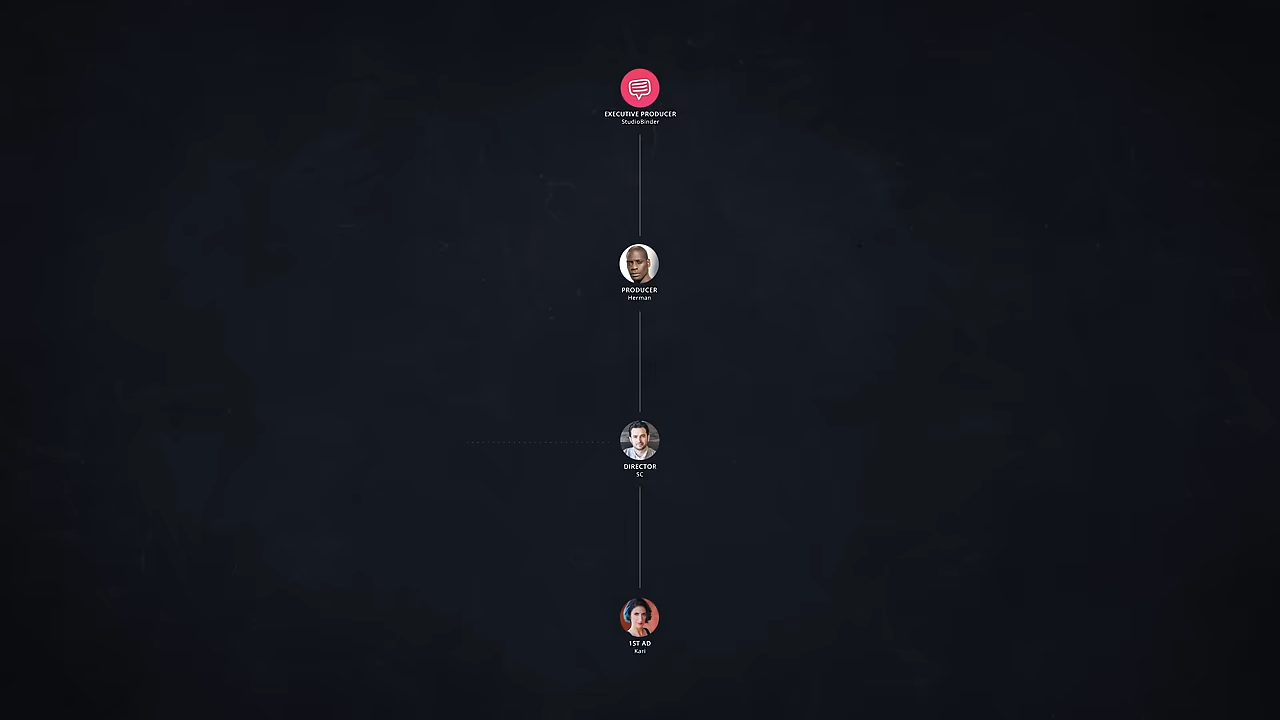 EXECUTIVE PRODUCER
StudioBinder
PRODUCER
Herman
DIRECTOR
SC
1ST AD
Kari